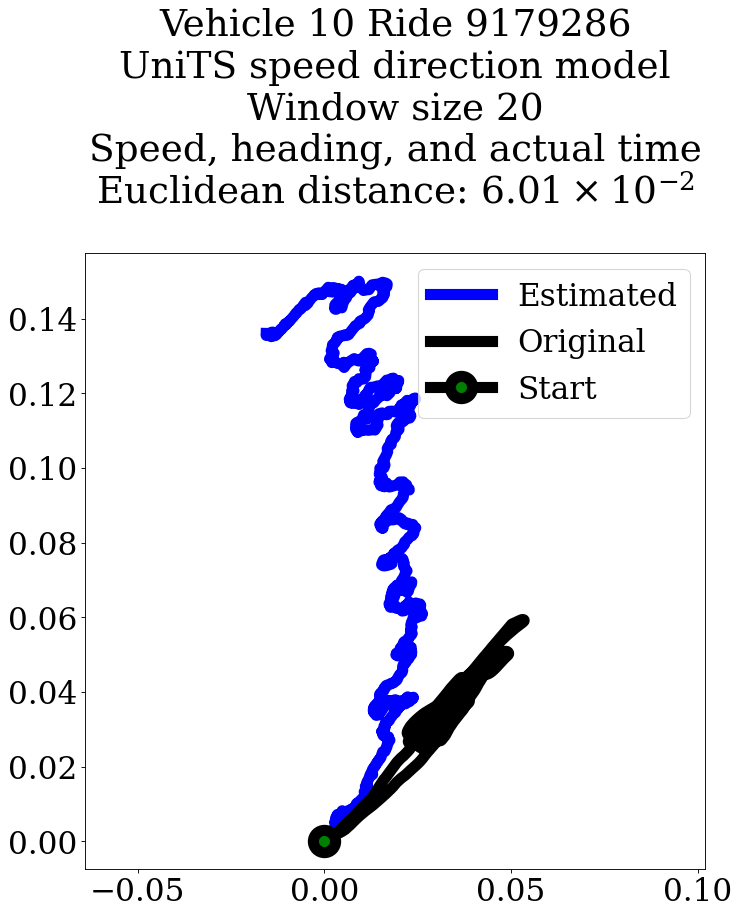 Vehicle 10 Ride 9179286
UniTS speed direction model
Window size 20
Speed, heading, and actual time
Euclidean distance: 6.01 × 10⁻²
Estimated
Original
Start
0.14
0.12
0.10
0.08
0.06
0.04
0.02
0.00
−0.05 0.00 0.05 0.10